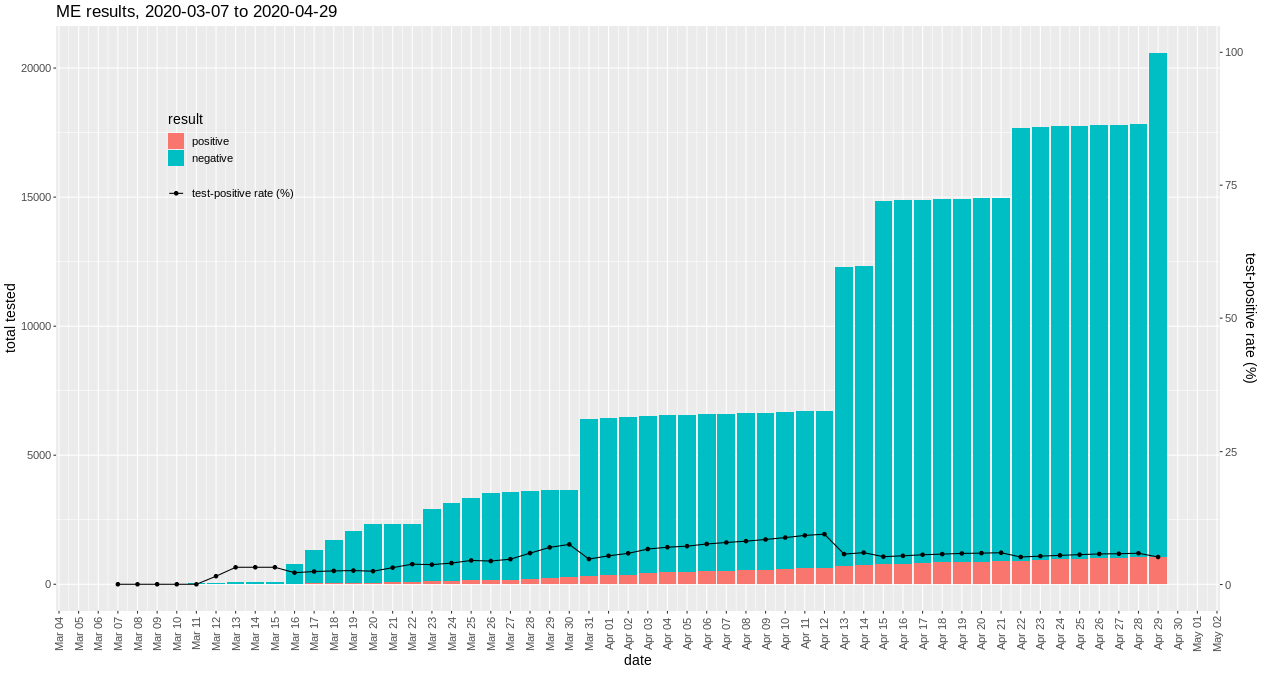 ME results, 2020-03-07 to 2020-04-29
result
positive
negative
test-positive rate (%)
total tested
20000
15000
10000
5000
0
100
75
50
25
0
test-positive rate (%)
Mar 04
Mar 05
Mar 06
Mar 07
Mar 08
Mar 09
Mar 10
Mar 11
Mar 12
Mar 13
Mar 14
Mar 15
Mar 16
Mar 17
Mar 18
Mar 19
Mar 20
Mar 21
Mar 22
Mar 23
Mar 24
Mar 25
Mar 26
Mar 27
Mar 28
Mar 29
Mar 30
Mar 31
Apr 01
Apr 02
Apr 03
Apr 04
Apr 05
Apr 06
Apr 07
Apr 08
Apr 09
Apr 10
Apr 11
Apr 12
Apr 13
Apr 14
Apr 15
Apr 16
Apr 17
Apr 18
Apr 19
Apr 20
Apr 21
Apr 22
Apr 23
Apr 24
Apr 25
Apr 26
Apr 27
Apr 28
Apr 29
Apr 30
May 01
May 02
date